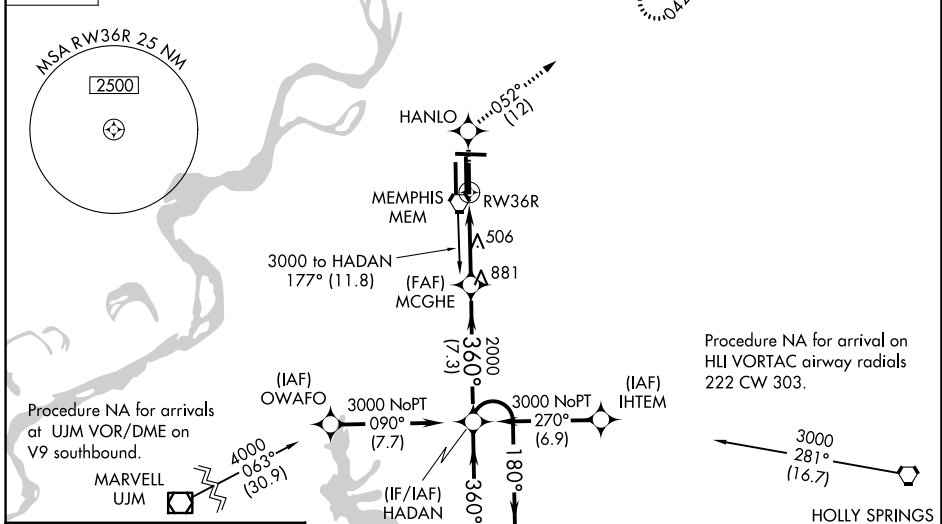 MSA RW36R 25 NM
2500
042
052°
(12)
HANLO
MEMPHIS
MEM
RW36R
506
3000 to HADAN
177° (11.8)
881
(FAF)
MCGHE
2000
360°
(7.3)
Procedure NA for arrival on
HLI VORTAC airway radials
222 CW 303.
(IAF)
OWAFO
3000 NoPT
090°
(7.7)
3000 NoPT
270°
(6.9)
(IAF)
IHTEM
Procedure NA for arrivals
at UJM VOR/DME on
V9 southbound.
MARVELL
UJM
4000
063°
(30.9)
(IF/IAF)
HADAN
360°
180°
3000
281°
(16.7)
HOLLY SPRINGS